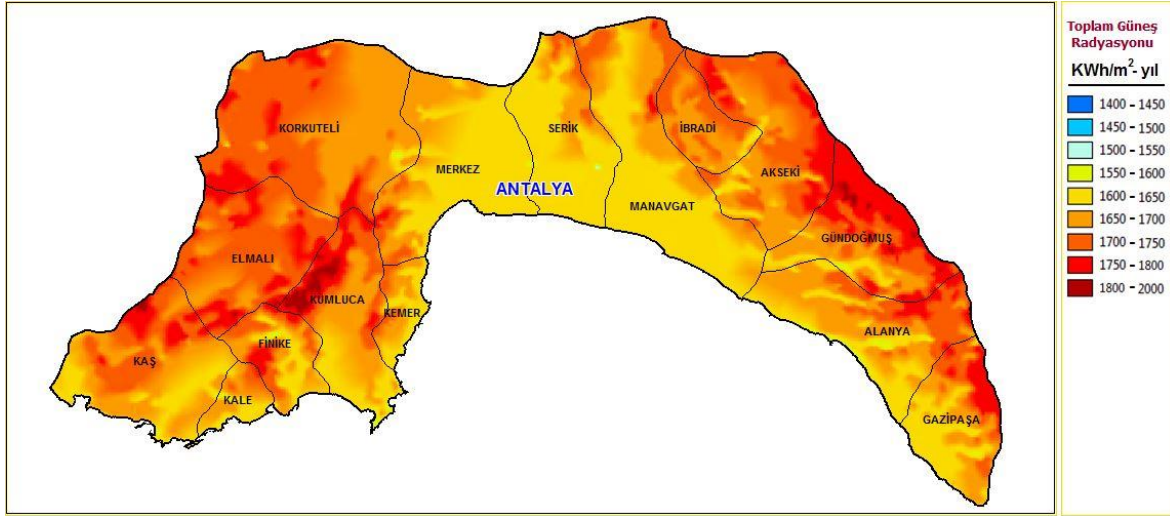 Toplam Güneş
Radyasyonu
KWh/m²- yıl
1400 - 1450
1450 - 1500
1500 - 1550
1550 - 1600
1600 - 1650
1650 - 1700
1700 - 1750
1750 - 1800
1800 - 2000
KORKUTELİ
SERİK
İBRADİ
MERKEZ
AKSEKİ
ANTALYA
MANAVGAT
GÜNDOĞMUŞ
ELMALI
KUMLUCA
KEMER
ALANYA
FİNİKE
KAŞ
KALE
GAZİPAŞA